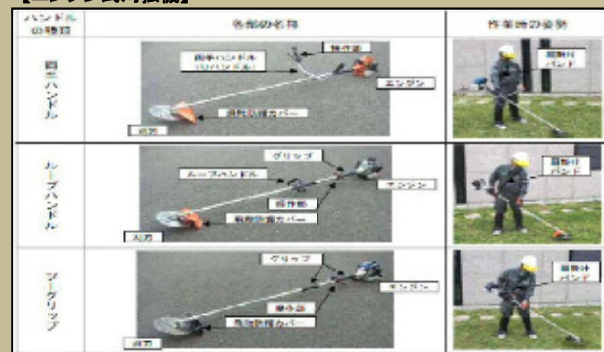 【エンジン式刈払機】
ハンドル
の種類
各部の名称
作業時の姿勢
両手ハンドル
操作部
両手ハンドル
(Uハンドル)
エンジン
飛散防護カバー
刈刃
肩掛け
バンド
ループハンドル
グリップ
ループハンドル
エンジン
操作部
飛散防護カバー
刈刃
肩掛け
バンド
ツーグリップ
グリップ
エンジン
操作部
飛散防護カバー
刈刃
肩掛け
バンド